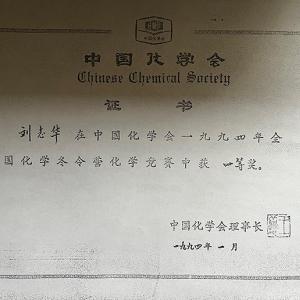 中国化学会
Chinese Chemical Society
证 书
刘志华 在中国化学会一九九四年全
国化学冬令营化学竞赛中获 一等奖。
中国化学会理事长
一九九四年 一 月